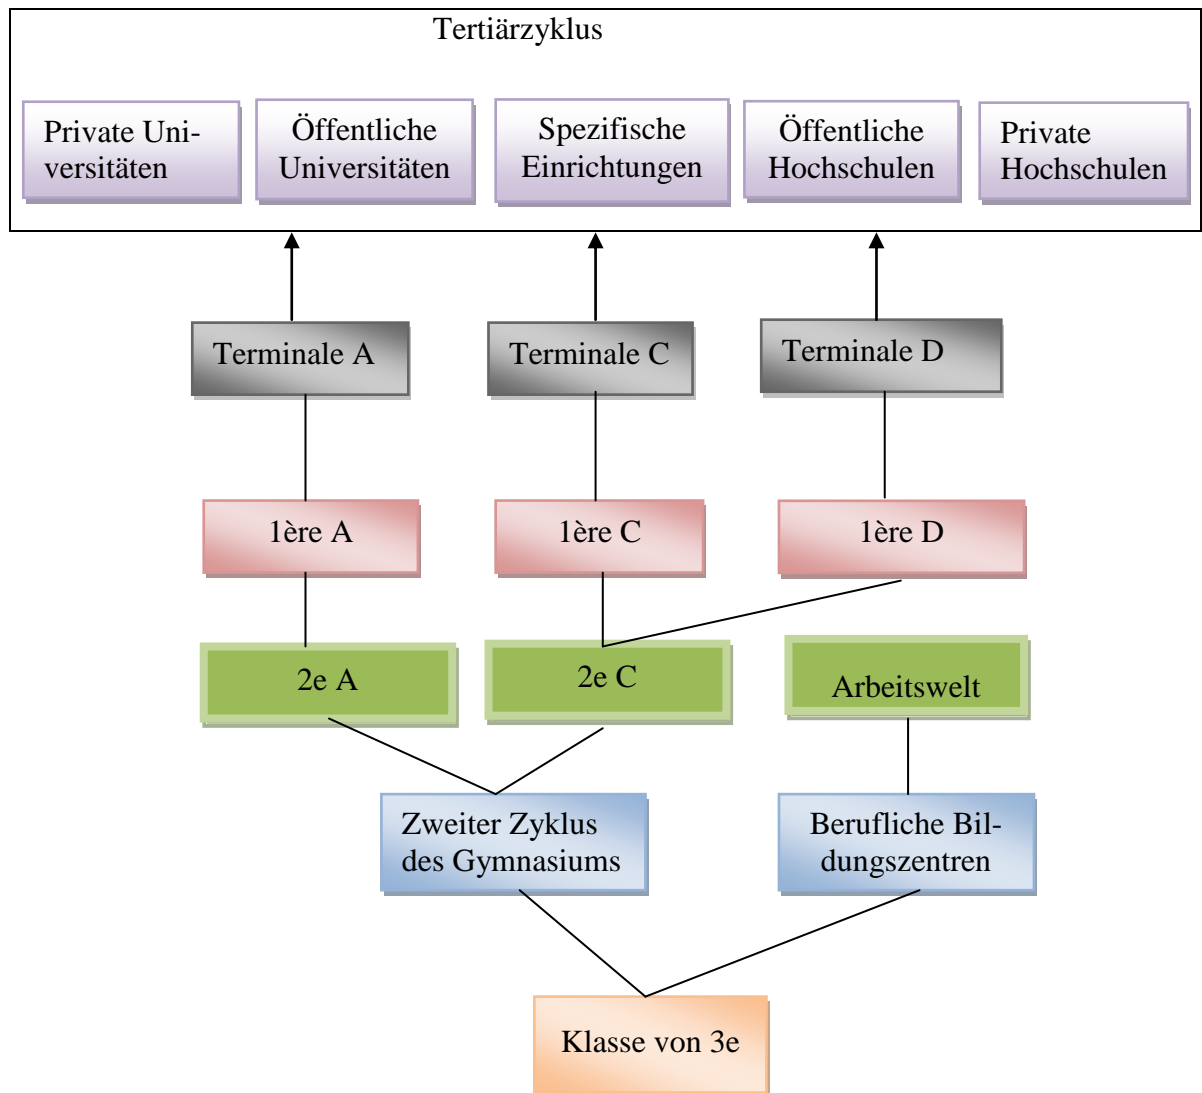 Tertiärzyklus
Private Uni-
versitäten
Öffentliche
Universitäten
Spezifische
Einrichtungen
Öffentliche
Hochschulen
Private
Hochschulen
Terminale A
Terminale C
Terminale D
1ère A
1ère C
1ère D
2e A
2e C
Arbeitswelt
Zweiter Zyklus
des Gymnasiums
Berufliche Bil-
dungszentren
Klasse von 3e